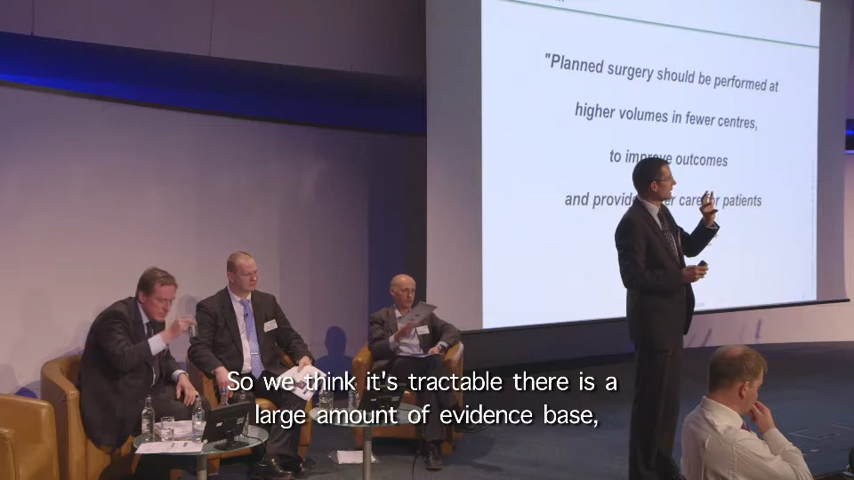 "Planned surgery should be performed at
higher volumes in fewer centres,
to improve outcomes
and provide care for patients
So we think it's tractable there is a
large amount of evidence base,